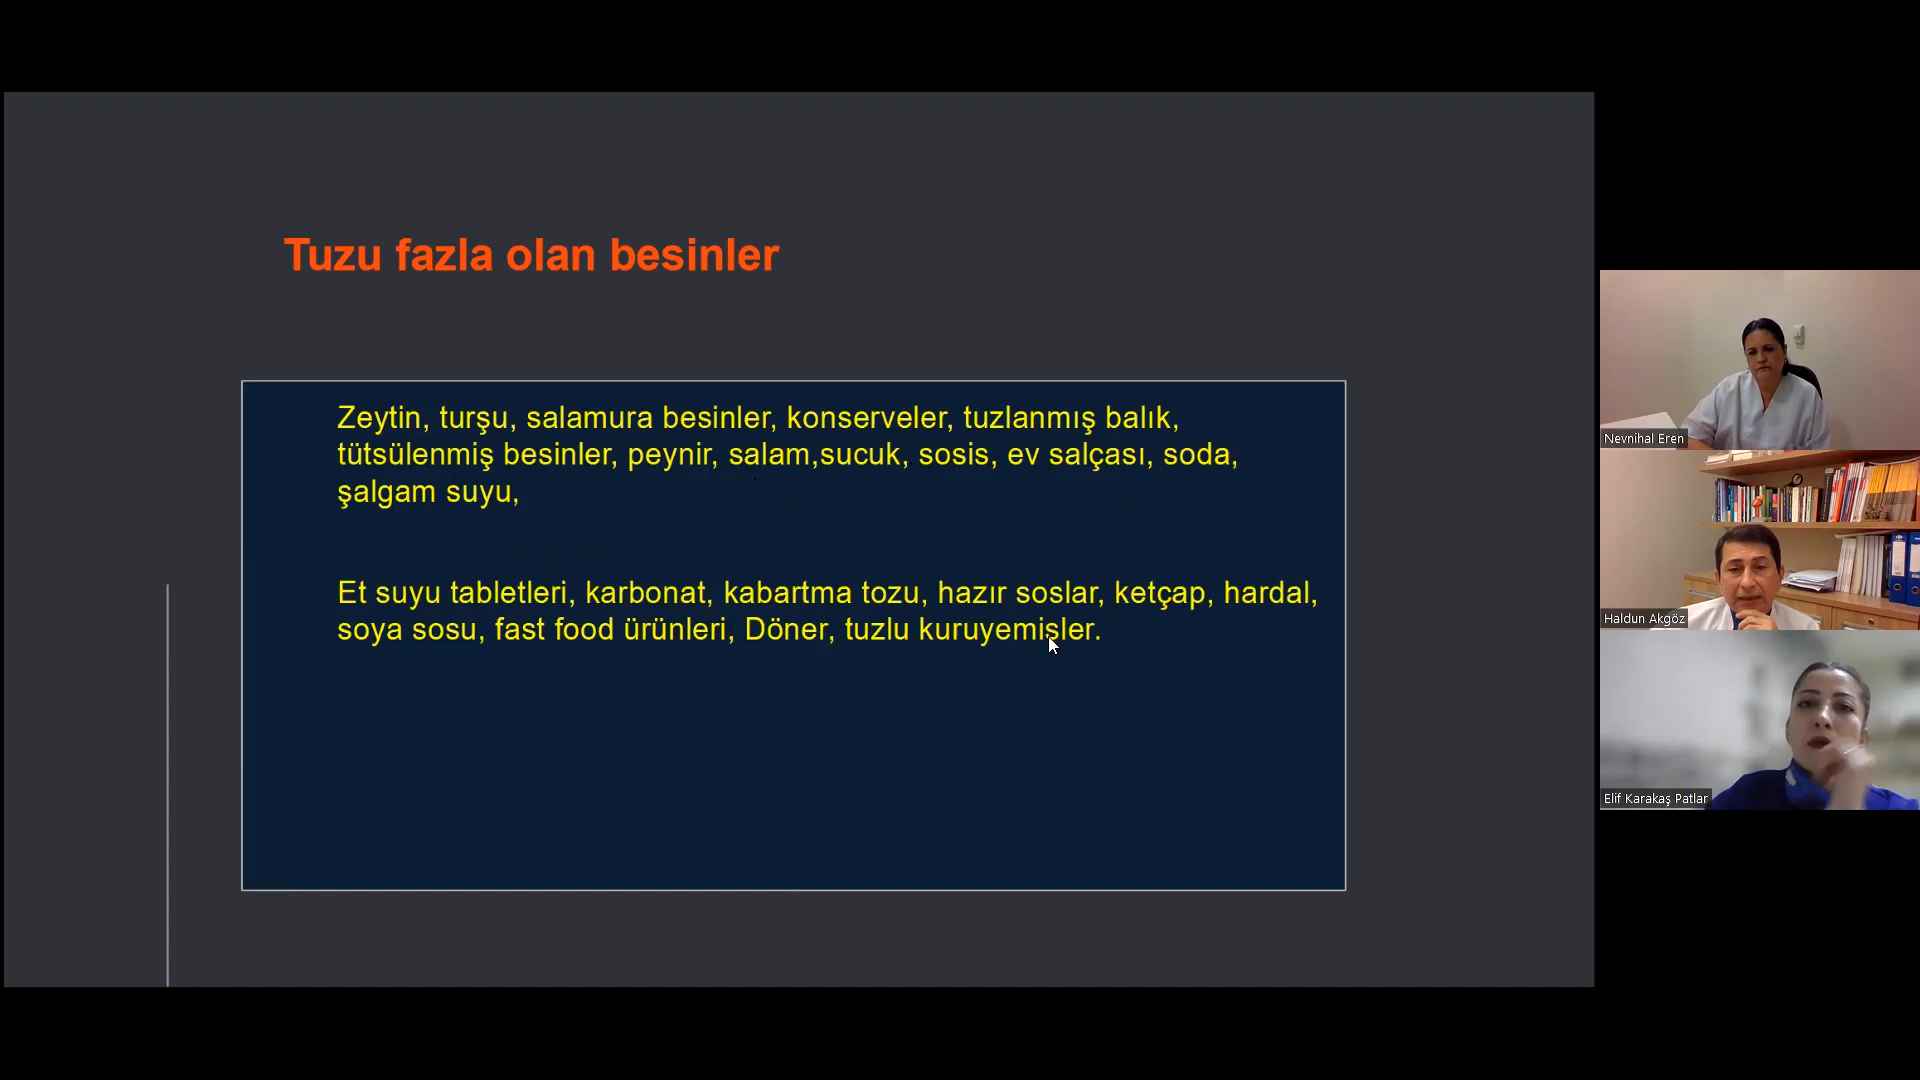 Tuzu fazla olan besinler
Zeytin, turşu, salamura besinler, konserveler, tuzlanmış balık,
tütsülenmiş besinler, peynir, salam,sucuk, sosis, ev salçası, soda,
şalgam suyu,
Et suyu tabletleri, karbonat, kabartma tozu, hazır soslar, ketçap, hardal,
soya sosu, fast food ürünleri, Döner, tuzlu kuruyemişler.
Nevnihal Eren
Haldun Akgöz
Elif Karakaş Patlar